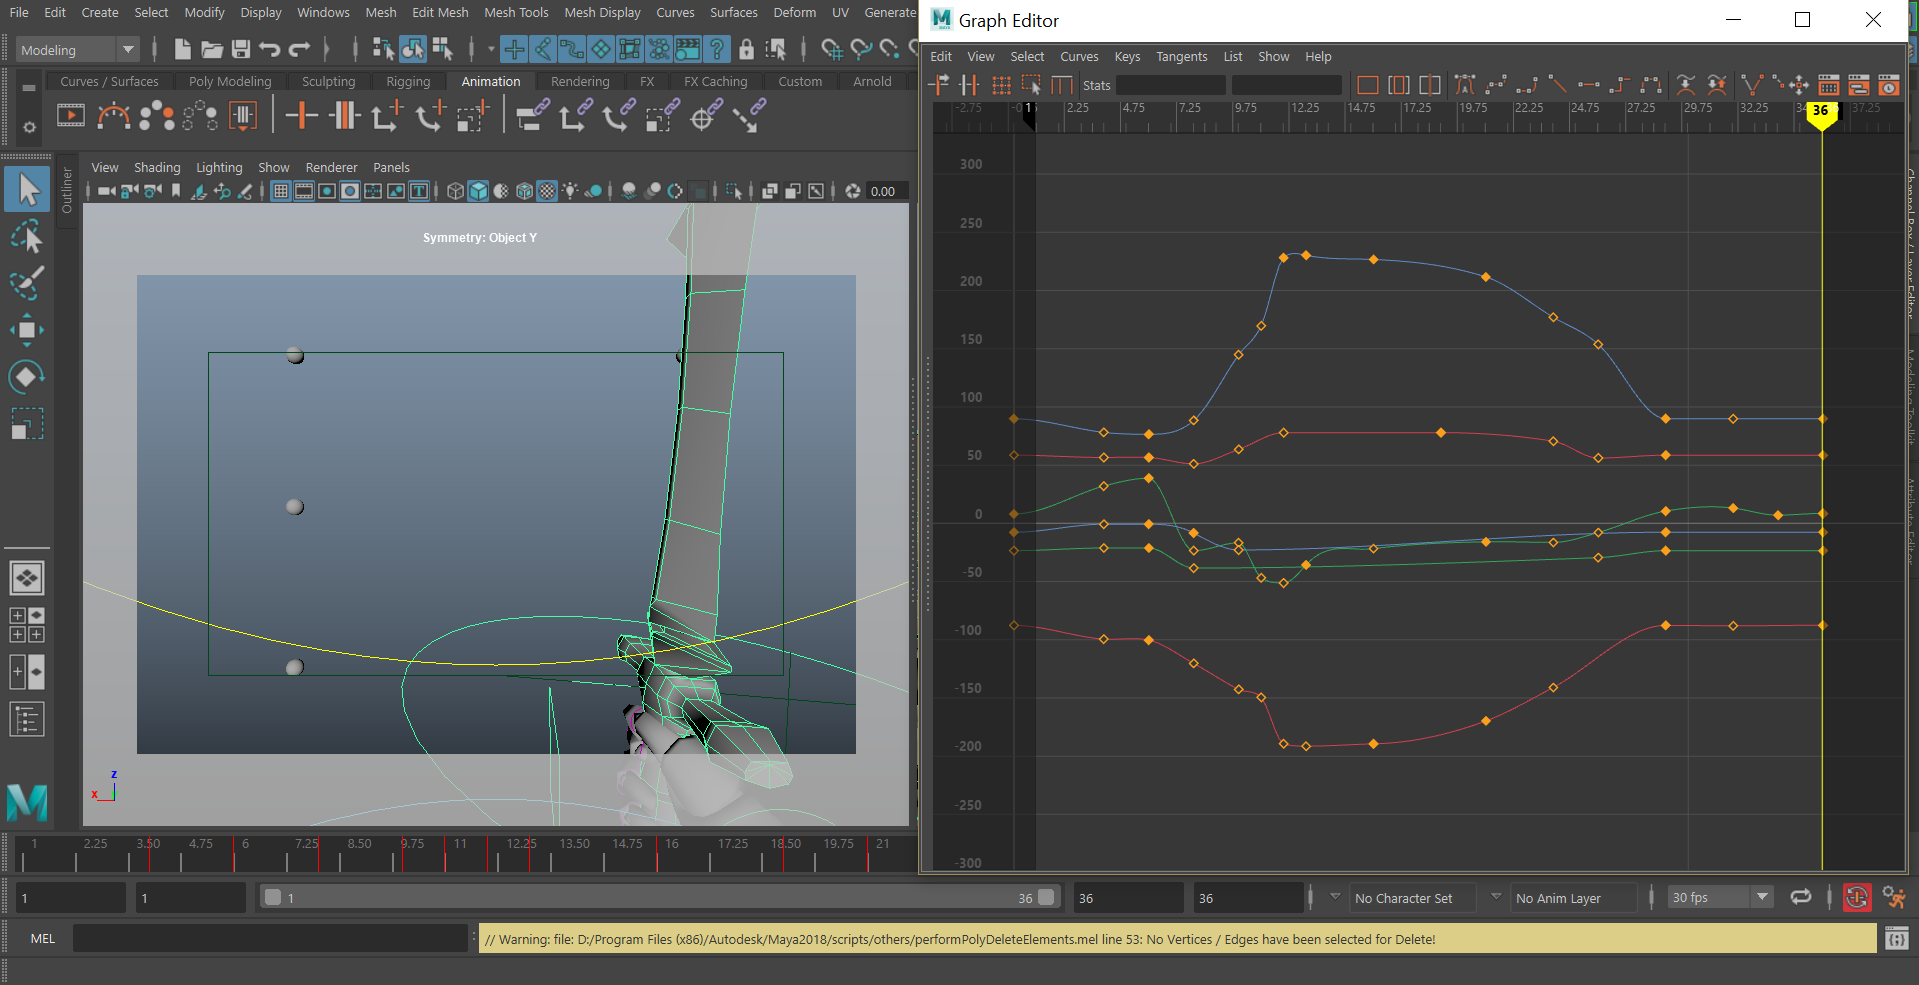 File Edit Create Select Modify Display Windows Mesh Edit Mesh Mesh Tools Mesh Display Curves Surfaces Deform UV Generate
Graph Editor
Modeling
Edit View Select Curves Keys Tangents List Show Help
Curves / Surfaces Poly Modeling Sculpting Rigging Animation Rendering FX FX Caching Custom Arnold
Stats
-2.75 1 2.25 4.75 7.25 9.75 12.25 14.75 17.25 19.75 22.25 24.75 27.25 29.75 32.25 36 37.25
View Shading Lighting Show Renderer Panels
0.00
Outliner
Symmetry: Object Y
300
250
200
150
100
50
0
-50
-100
-150
-200
-250
-300
Channel Box / Layer Editor
Modeling Toolkit
Attribute Editor
z
x
1 2.25 3.50 4.75 6 7.25 8.50 9.75 11 12.25 13.50 14.75 16 17.25 18.50 19.75 21
1 1 1 36 36 36 No Character Set No Anim Layer 30 fps
MEL // Warning: file: D:/Program Files (x86)/Autodesk/Maya2018/scripts/others/performPolyDeleteElements.mel line 53: No Vertices / Edges have been selected for Delete!